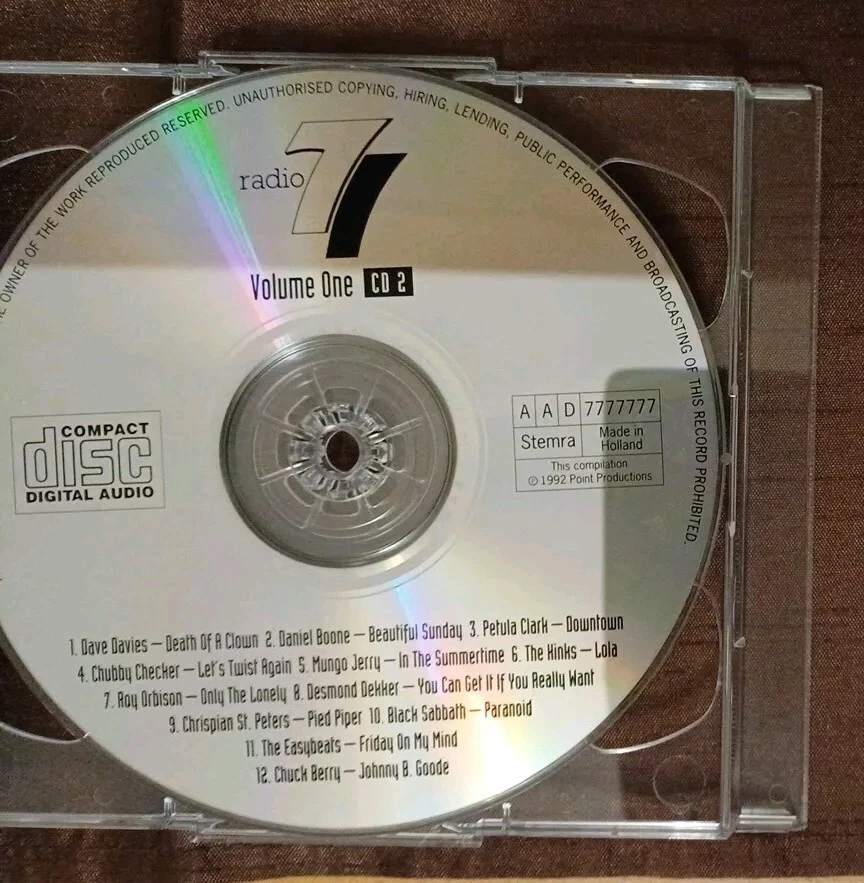 OWNER OF THE WORK REPRODUCED RESERVED. UNAUTHORISED COPYING, HIRING, LENDING, PUBLIC PERFORMANCE AND BROADCASTING OF THIS RECORD PROHIBITED.
radio 7
Volume One CD 2
COMPACT
disc
DIGITAL AUDIO
A A D 7777777
Stemra Made in Holland
This compilation
℗ 1992 Point Productions
1. Dave Davies — Death Of A Clown 2. Daniel Boone — Beautiful Sunday 3. Petula Clark — Downtown
4. Chubby Checker — Let's Twist Again 5. Mungo Jerry — In The Summertime 6. The Kinks — Lola
7. Roy Orbison — Only The Lonely 8. Desmond Dekker — You Can Get It If You Really Want
9. Chrispian St. Peters — Pied Piper 10. Black Sabbath — Paranoid
11. The Easybeats — Friday On My Mind
12. Chuck Berry — Johnny B. Goode